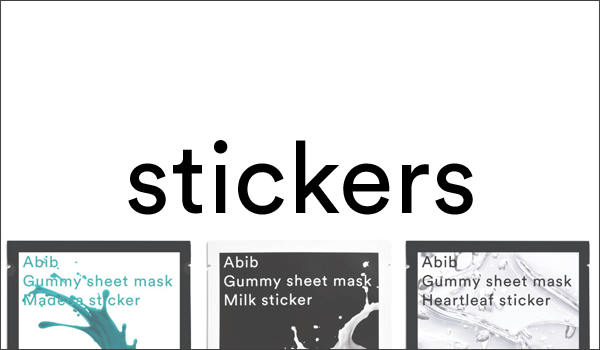 stickers
Abib
Gummy sheet mask
Madeca sticker
Abib
Gummy sheet mask
Milk sticker
Abib
Gummy sheet mask
Heartleaf sticker